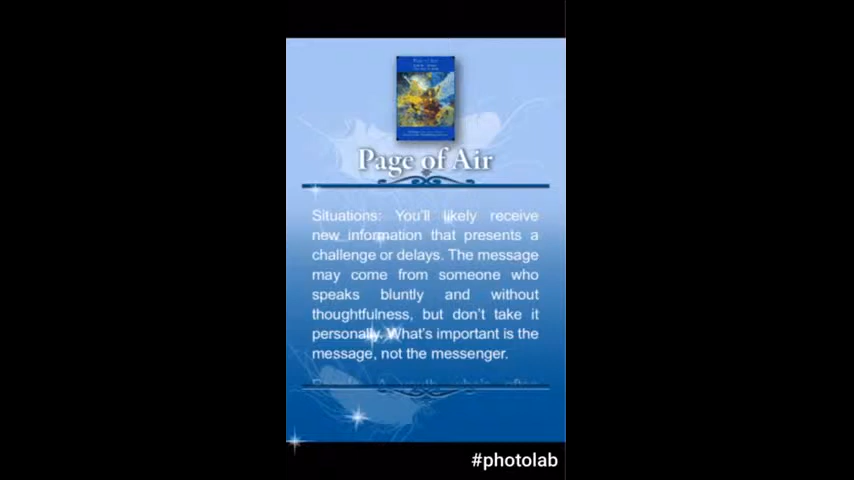 Page of Air
Situations: You'll likely receive
new information that presents a
challenge or delays. The message
may come from someone who
speaks bluntly and without
thoughtfulness, but don't take it
personally. What's important is the
message, not the messenger.
#photolab